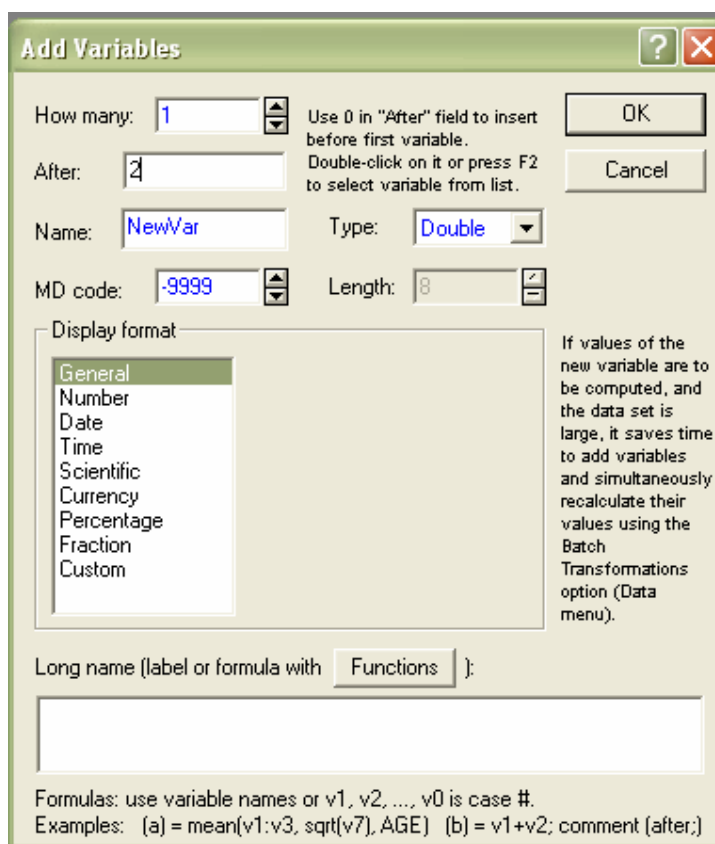 Add Variables
How many: 1
Use 0 in "After" field to insert
before first variable.
Double-click on it or press F2
to select variable from list.
OK
After: 2
Cancel
Name: NewVar
Type: Double
MD code: -9999
Length: 8
Display format
General
Number
Date
Time
Scientific
Currency
Percentage
Fraction
Custom
If values of the
new variable are to
be computed, and
the data set is
large, it saves time
to add variables
and simultaneously
recalculate their
values using the
Batch
Transformations
option (Data
menu).
Long name (label or formula with Functions ):
Formulas: use variable names or v1, v2, ..., v0 is case #.
Examples: (a) = mean(v1:v3, sqrt(v7), AGE) (b) = v1+v2; comment (after;)